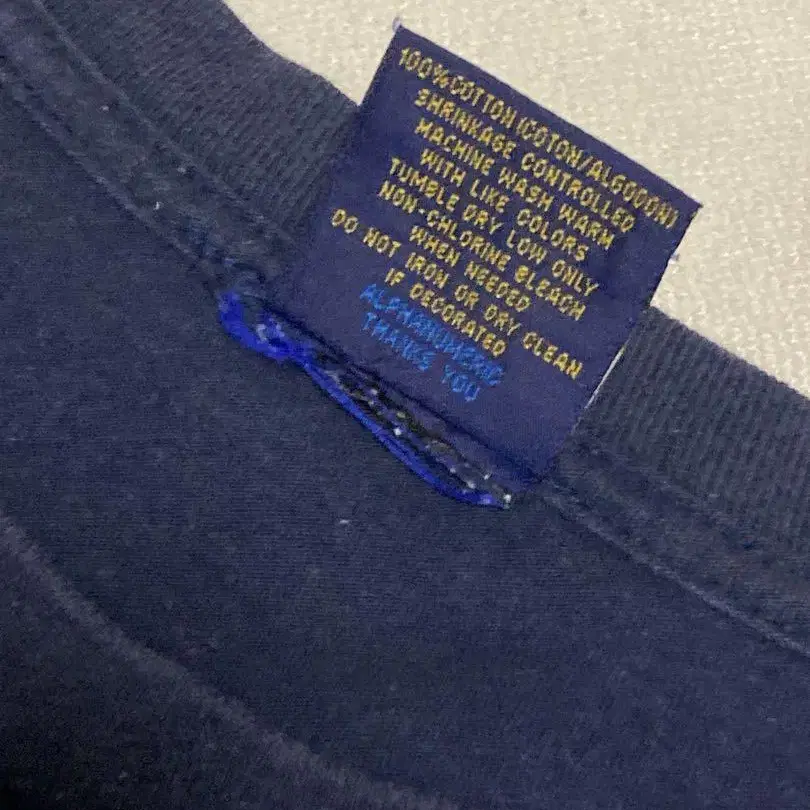 100%COTTON(COTON/ALGODON)
SHRINKAGE CONTROLLED
MACHINE WASH WARM
WITH LIKE COLORS
TUMBLE DRY LOW ONLY
NON-CHLORINE BLEACH
WHEN NEEDED
DO NOT IRON OR DRY CLEAN
IF DECORATED
ALPHANUMERIC
THANKS YOU